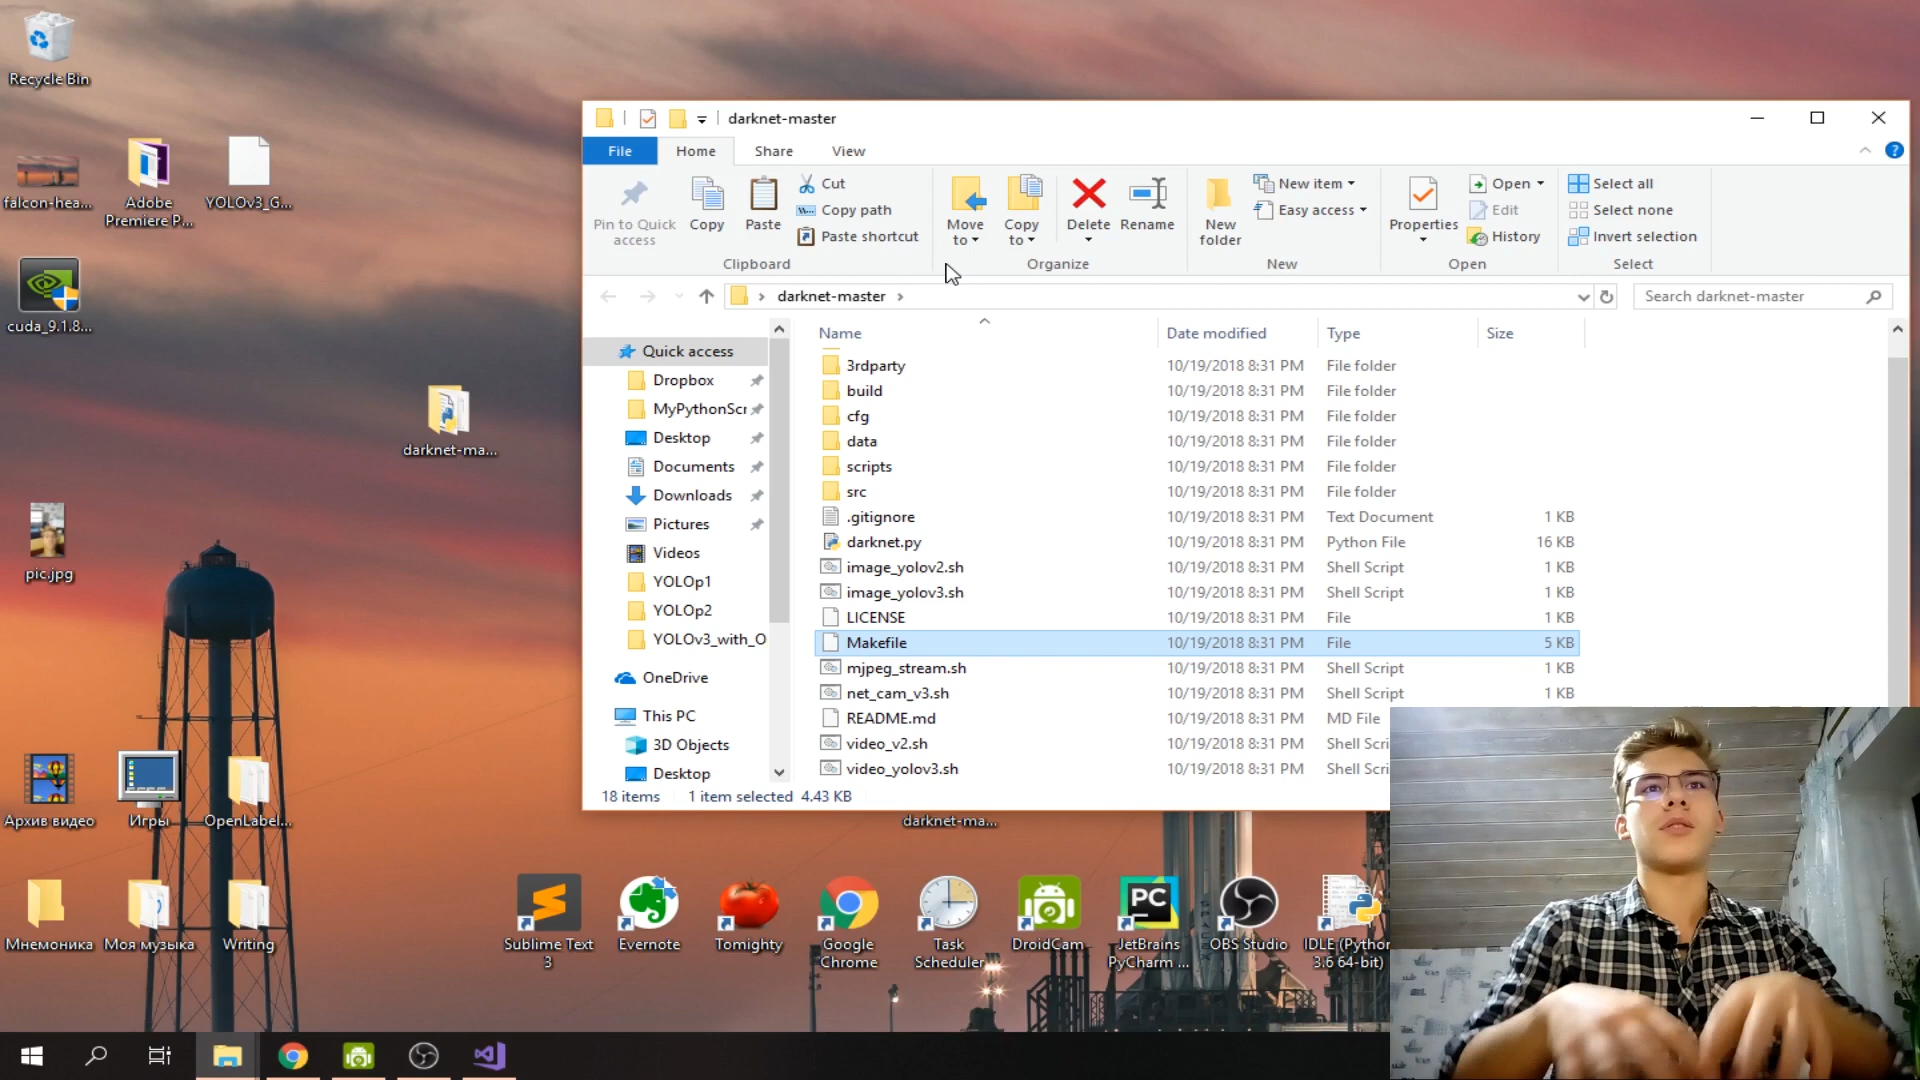 Recycle Bin
falcon-hea...
Adobe
Premiere P...
YOLOv3_G...
cuda_9.1.8...
darknet-ma...
pic.jpg
Архив видео
Игры
OpenLabel...
Мнемоника
Моя музыка
Writing
darknet-master
File
Home
Share
View
Pin to Quick
access
Copy
Paste
Cut
Copy path
Paste shortcut
Clipboard
Move
to
Copy
to
Delete
Rename
Organize
New
folder
New item
Easy access
New
Properties
Open
Edit
History
Open
Select all
Select none
Invert selection
Select
darknet-master
Search darknet-master
Quick access
Dropbox
MyPythonScr
Desktop
Documents
Downloads
Pictures
Videos
YOLOp1
YOLOp2
YOLOv3_with_O
OneDrive
This PC
3D Objects
Desktop
Name Date modified Type Size
3rdparty 10/19/2018 8:31 PM File folder
build 10/19/2018 8:31 PM File folder
cfg 10/19/2018 8:31 PM File folder
data 10/19/2018 8:31 PM File folder
scripts 10/19/2018 8:31 PM File folder
src 10/19/2018 8:31 PM File folder
.gitignore 10/19/2018 8:31 PM Text Document 1 KB
darknet.py 10/19/2018 8:31 PM Python File 16 KB
image_yolov2.sh 10/19/2018 8:31 PM Shell Script 1 KB
image_yolov3.sh 10/19/2018 8:31 PM Shell Script 1 KB
LICENSE 10/19/2018 8:31 PM File 1 KB
Makefile 10/19/2018 8:31 PM File 5 KB
mjpeg_stream.sh 10/19/2018 8:31 PM Shell Script 1 KB
net_cam_v3.sh 10/19/2018 8:31 PM Shell Script 1 KB
README.md 10/19/2018 8:31 PM MD File
video_v2.sh 10/19/2018 8:31 PM Shell Scri
video_yolov3.sh 10/19/2018 8:31 PM Shell Scri
18 items 1 item selected 4.43 KB
darknet-ma...
Sublime Text
3
Evernote
Tomighty
Google
Chrome
Task
Scheduler
DroidCam
PC
JetBrains
PyCharm ...
OBS Studio
IDLE (Python
3.6 64-bit)